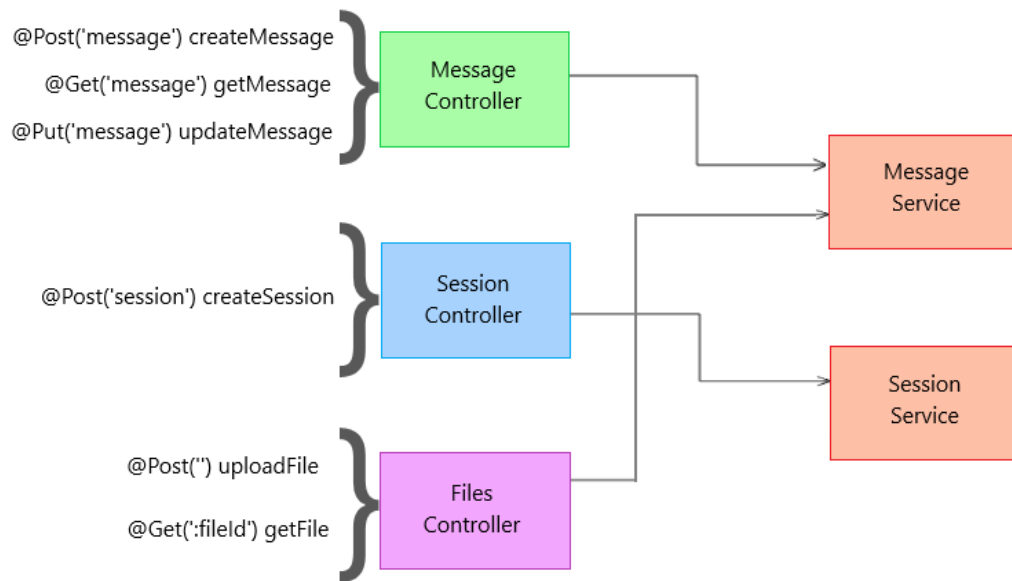 @Post('message') createMessage
@Get('message') getMessage
@Put('message') updateMessage
Message
Controller
Message
Service
@Post('session') createSession
Session
Controller
Session
Service
@Post('') uploadFile
@Get(':fileId') getFile
Files
Controller